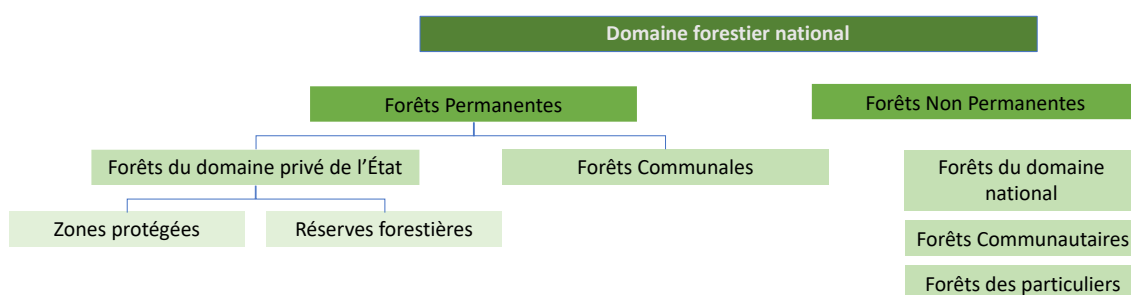 Domaine forestier national
Forêts Permanentes
Forêts Non Permanentes
Forêts du domaine privé de l’État
Forêts Communales
Forêts du domaine
national
Zones protégées
Réserves forestières
Forêts Communautaires
Forêts des particuliers